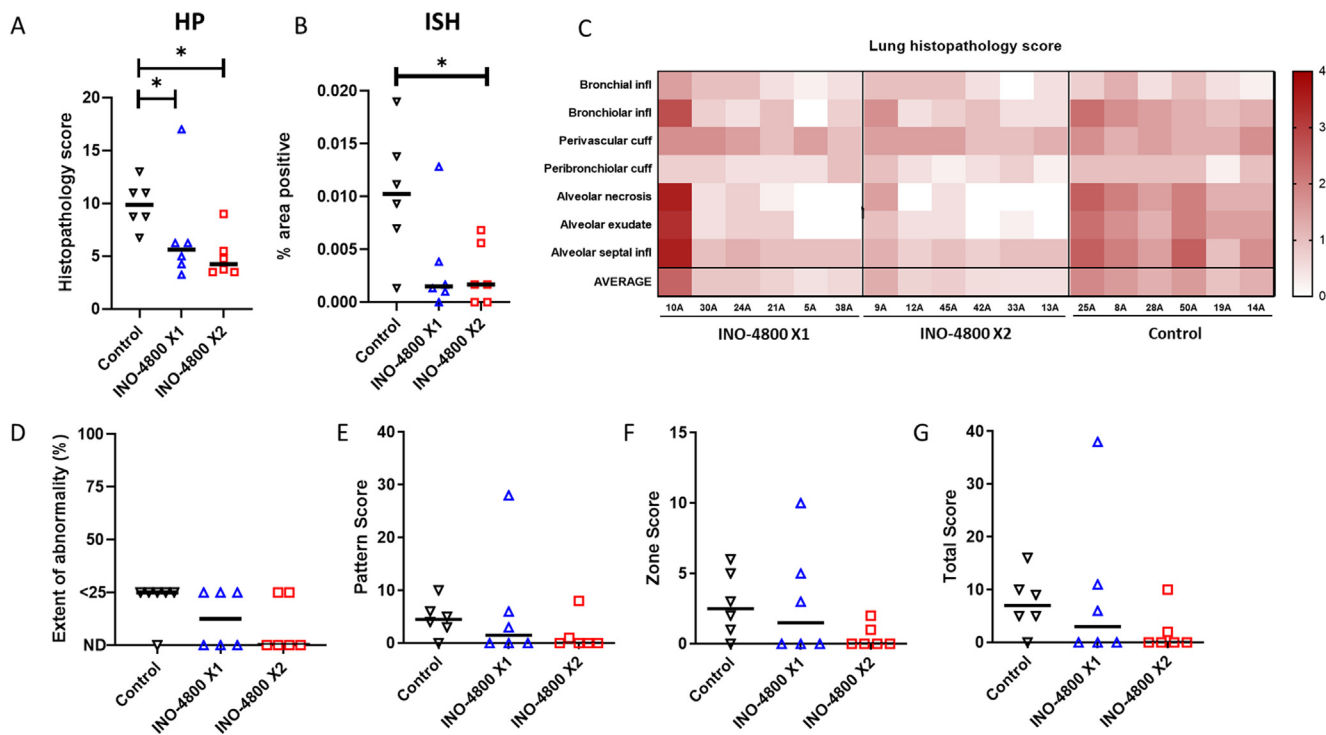 A
HP
*
*
Histopathology score
20
15
10
5
0
Control
INO-4800 X1
INO-4800 X2
B
ISH
*
% area positive
0.020
0.015
0.010
0.005
0.000
Control
INO-4800 X1
INO-4800 X2
C
Lung histopathology score
Bronchial infl
Bronchiolar infl
Perivascular cuff
Peribronchiolar cuff
Alveolar necrosis
Alveolar exudate
Alveolar septal infl
AVERAGE
10A 30A 24A 21A 5A 38A 9A 12A 45A 42A 33A 13A 25A 8A 28A 50A 19A 14A
INO-4800 X1 INO-4800 X2 Control
4
3
2
1
0
D
Extent of abnormality (%)
100
75
50
<25
ND
Control
INO-4800 X1
INO-4800 X2
E
Pattern Score
40
30
20
10
0
Control
INO-4800 X1
INO-4800 X2
F
Zone Score
15
10
5
0
Control
INO-4800 X1
INO-4800 X2
G
Total Score
40
30
20
10
0
Control
INO-4800 X1
INO-4800 X2